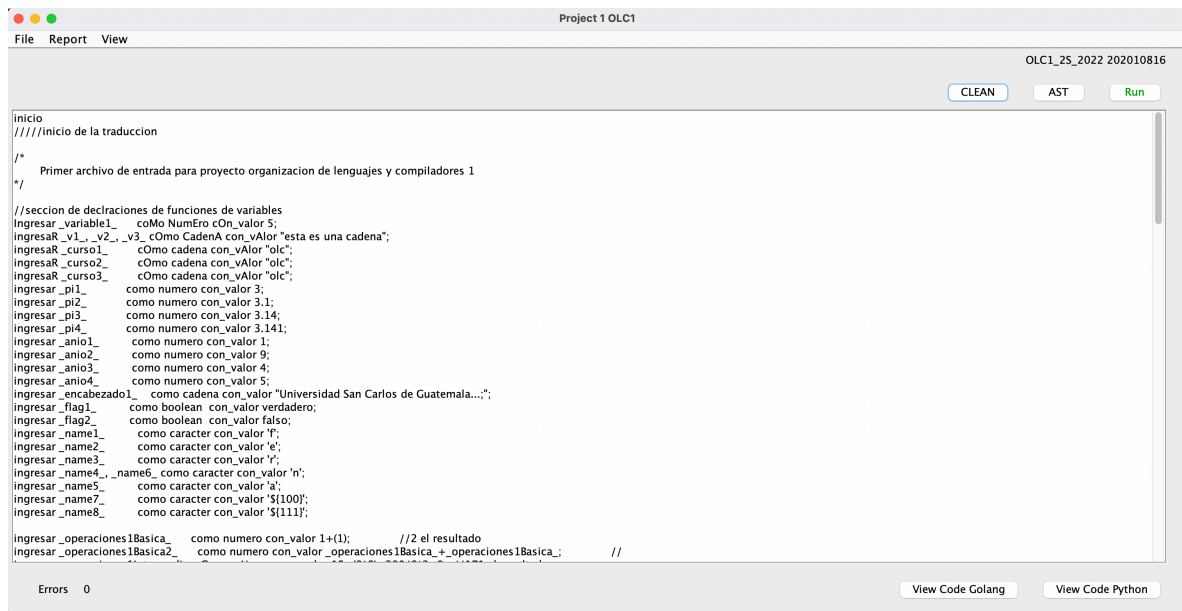 Project 1 OLC1
File Report View
OLC1_2S_2022 202010816
CLEAN AST Run
inicio
/////inicio de la traduccion
/*
Primer archivo de entrada para proyecto organizacion de lenguajes y compiladores 1
*/
//seccion de declraciones de funciones de variables
Ingresar _variable1_ coMo NumEro cOn_valor 5;
ingresaR _v1_, _v2_, _v3_ cOmo CadenA con_vAlor "esta es una cadena";
ingresaR _curso1_ cOmo cadena con_vAlor "olc";
ingresaR _curso2_ cOmo cadena con_vAlor "olc";
ingresaR _curso3_ cOmo cadena con_vAlor "olc";
ingresar _pi1_ como numero con_valor 3;
ingresar _pi2_ como numero con_valor 3.1;
ingresar _pi3_ como numero con_valor 3.14;
ingresar _pi4_ como numero con_valor 3.141;
ingresar _anio1_ como numero con_valor 1;
ingresar _anio2_ como numero con_valor 9;
ingresar _anio3_ como numero con_valor 4;
ingresar _anio4_ como numero con_valor 5;
ingresar _encabezado1_ como cadena con_valor "Universidad San Carlos de Guatemala...;";
ingresar _flag1_ como boolean con_valor verdadero;
ingresar _flag2_ como boolean con_valor falso;
ingresar _name1_ como caracter con_valor 'f';
ingresar _name2_ como caracter con_valor 'e';
ingresar _name3_ como caracter con_valor 'r';
ingresar _name4_, _name6_ como caracter con_valor 'n';
ingresar _name5_ como caracter con_valor 'a';
ingresar _name7_ como caracter con_valor '${100}';
ingresar _name8_ como caracter con_valor '${111}';
ingresar _operaciones1Basica_ como numero con_valor 1+(1); //2 el resultado
ingresar _operaciones1Basica2_ como numero con_valor _operaciones1Basica_+_operaciones1Basica_; //
Errors 0
View Code Golang View Code Python